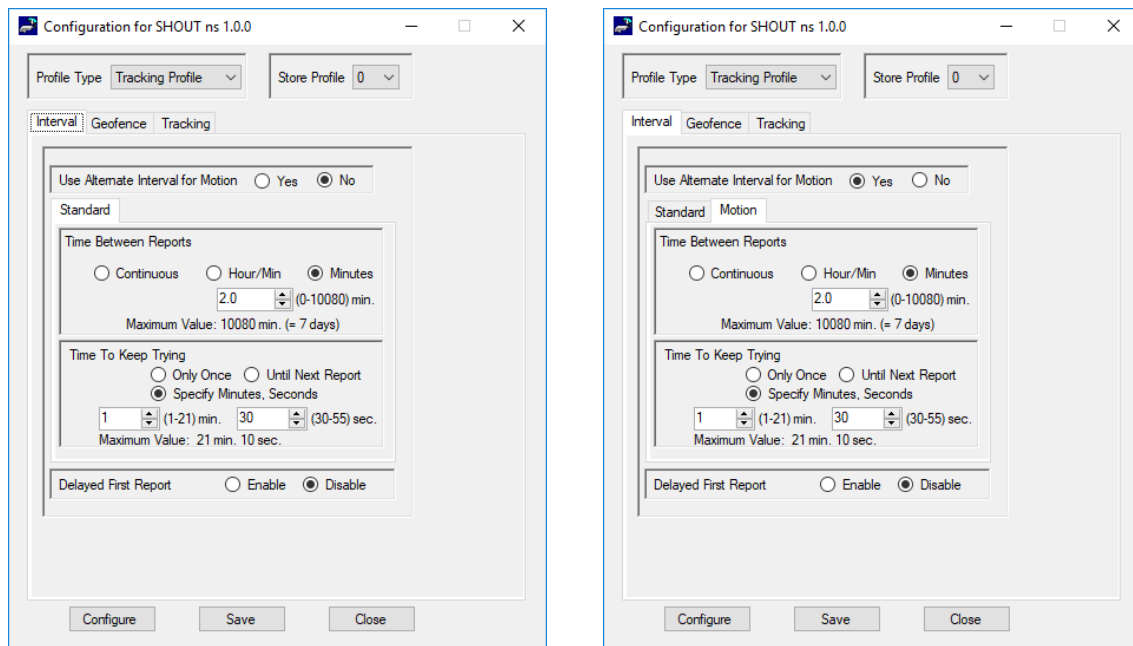 Configuration for SHOUT ns 1.0.0
Profile Type Tracking Profile Store Profile 0
Interval Geofence Tracking
Use Alternate Interval for Motion Yes No
Standard
Time Between Reports
Continuous Hour/Min Minutes
2.0 (0-10080) min.
Maximum Value: 10080 min. (= 7 days)
Time To Keep Trying
Only Once Until Next Report
Specify Minutes, Seconds
1 (1-21) min. 30 (30-55) sec.
Maximum Value: 21 min. 10 sec.
Delayed First Report Enable Disable
Configure Save Close
Configuration for SHOUT ns 1.0.0
Profile Type Tracking Profile Store Profile 0
Interval Geofence Tracking
Use Alternate Interval for Motion Yes No
Standard Motion
Time Between Reports
Continuous Hour/Min Minutes
2.0 (0-10080) min.
Maximum Value: 10080 min. (= 7 days)
Time To Keep Trying
Only Once Until Next Report
Specify Minutes, Seconds
1 (1-21) min. 30 (30-55) sec.
Maximum Value: 21 min. 10 sec.
Delayed First Report Enable Disable
Configure Save Close